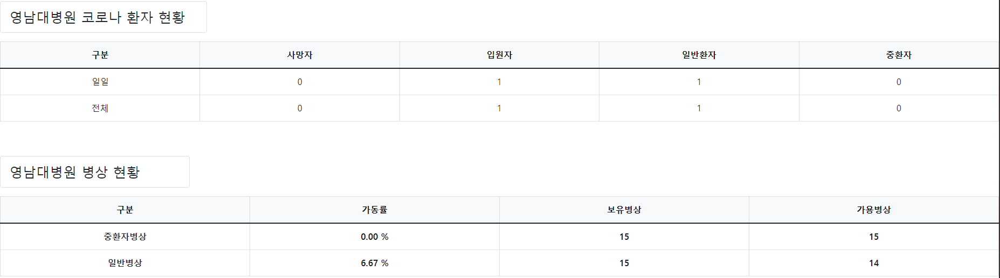 영남대병원 코로나 환자 현황
구분 사망자 입원자 일반환자 중환자
일일 0 1 1 0
전체 0 1 1 0
영남대병원 병상 현황
구분 가동률 보유병상 가용병상
중환자병상 0.00 % 15 15
일반병상 6.67 % 15 14